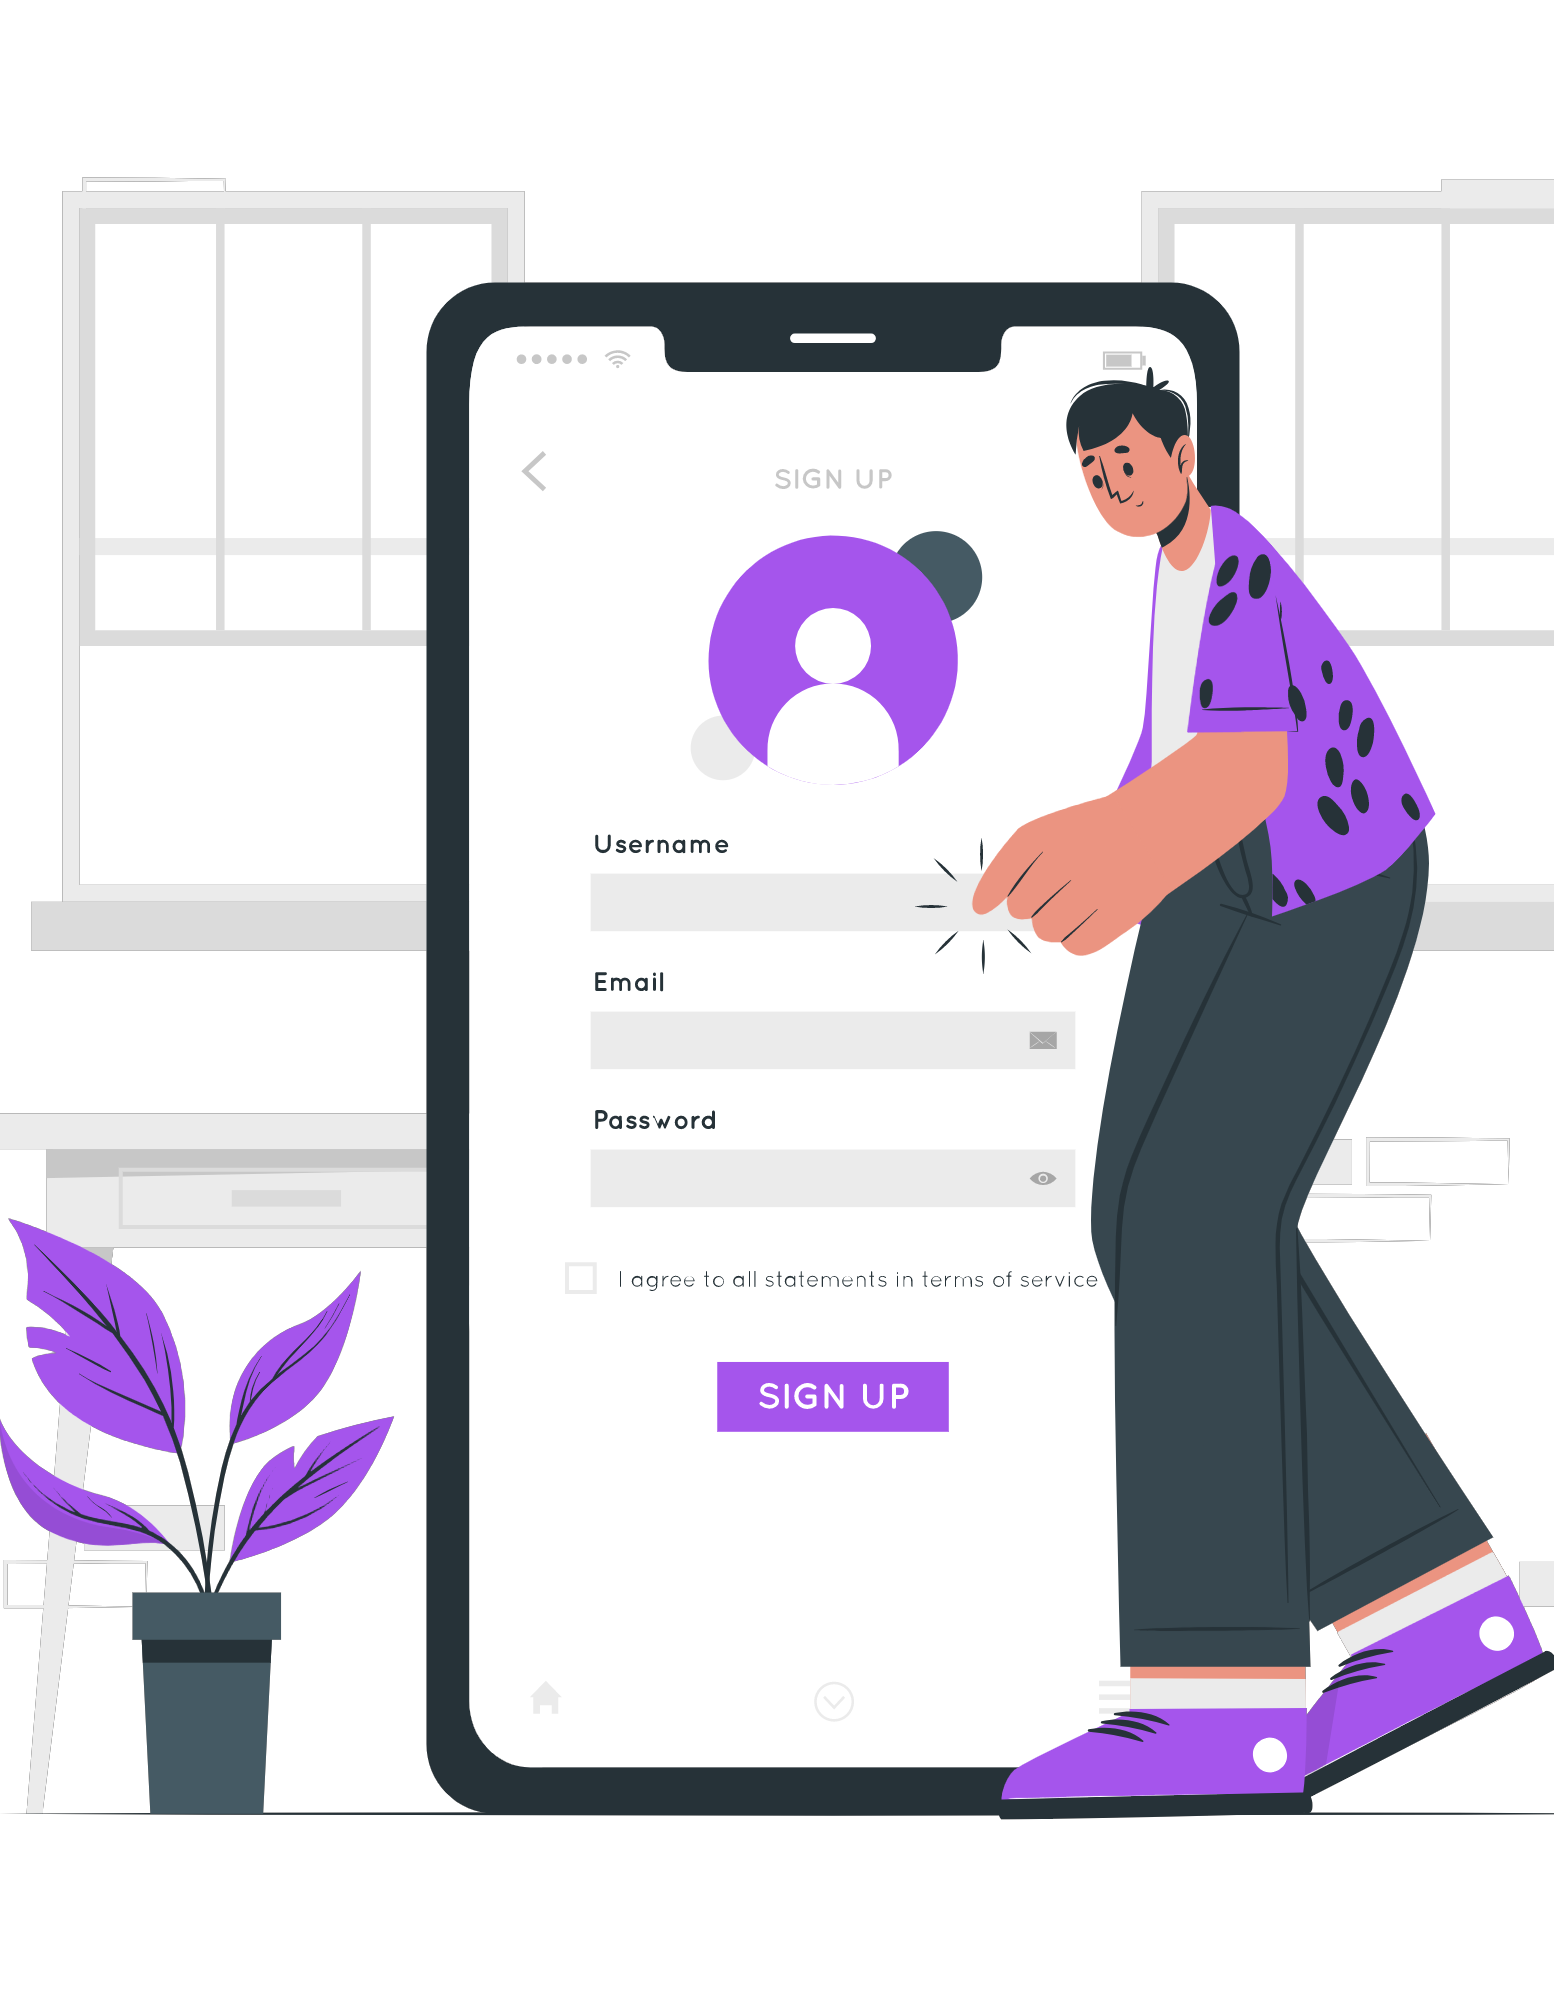 SIGN UP
Username
Email
Password
I agree to all statements in terms of service
SIGN UP